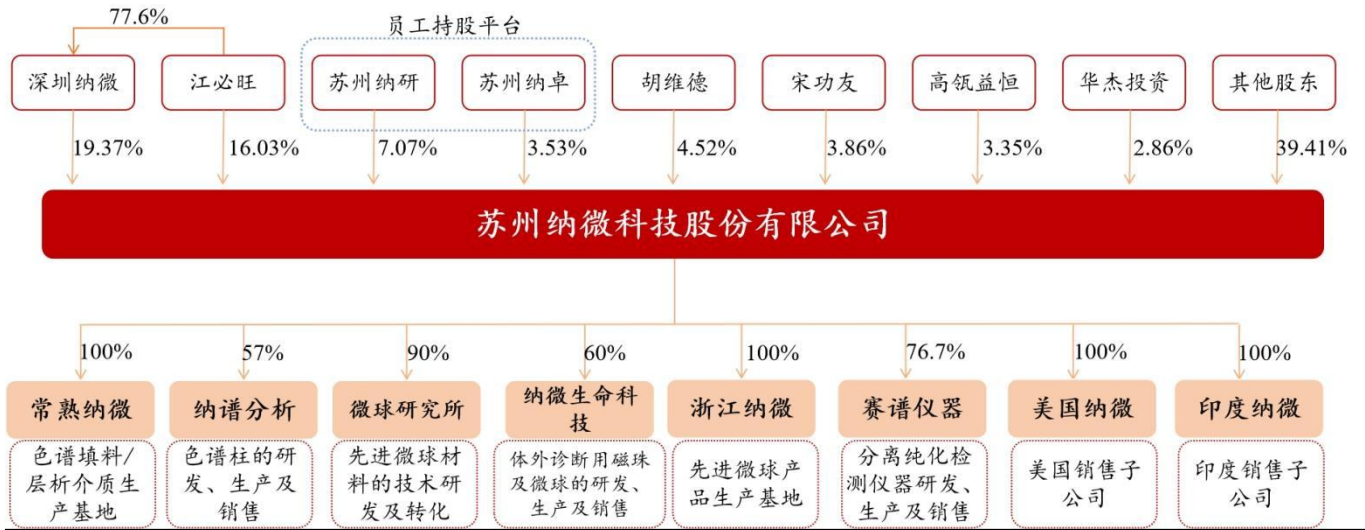 77.6%
员工持股平台
深圳纳微
江必旺
苏州纳研
苏州纳卓
胡维德
宋功友
高瓴益恒
华杰投资
其他股东
19.37%
16.03%
7.07%
3.53%
4.52%
3.86%
3.35%
2.86%
39.41%
苏州纳微科技股份有限公司
100%
57%
90%
60%
100%
76.7%
100%
100%
常熟纳微
纳谱分析
微球研究所
纳微生命科
技
浙江纳微
赛谱仪器
美国纳微
印度纳微
色谱填料/
层析介质生
产基地
色谱柱的研
发、生产及
销售
先进微球材
料的技术研
发及转化
体外诊断用磁珠
及微球的研发、
生产及销售
先进微球产
品生产基地
分离纯化检
测仪器研发、
生产及销售
美国销售子
公司
印度销售子
公司